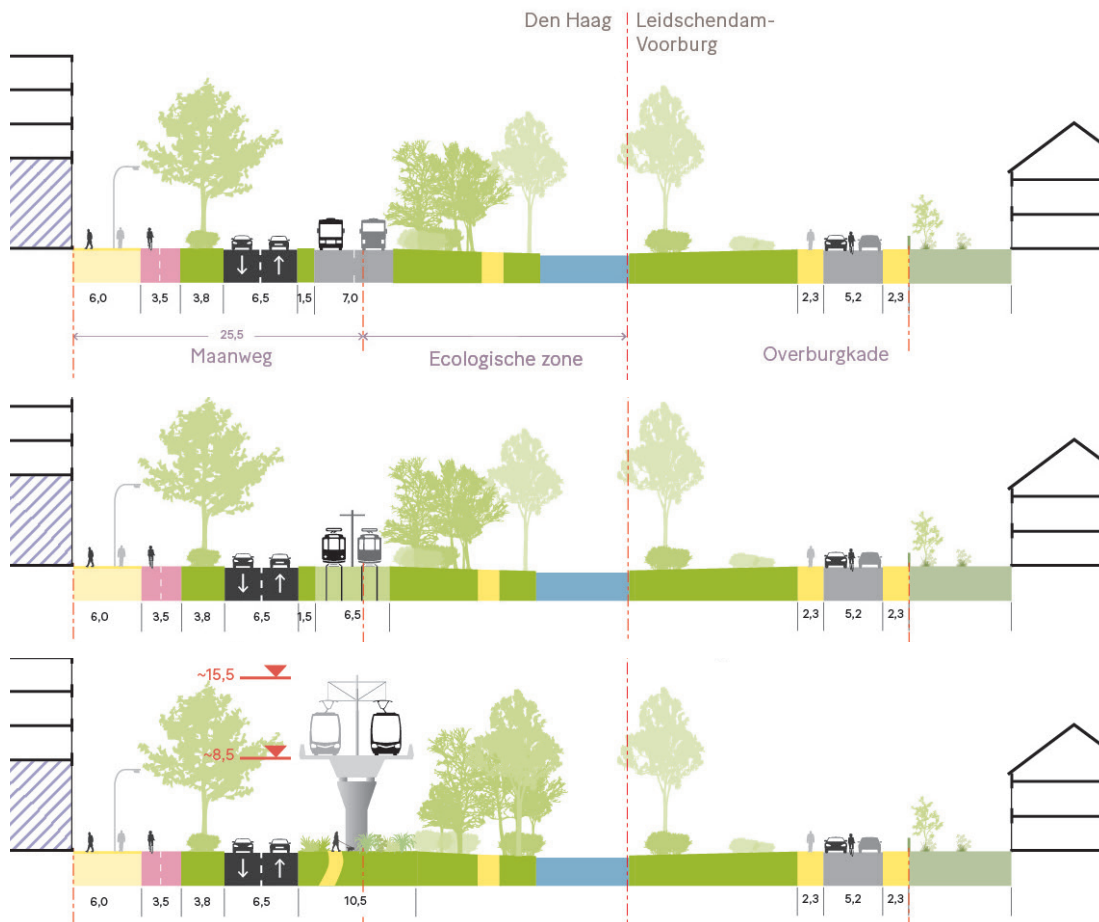 Den Haag
Leidschendam-
Voorburg
6,0 3,5 3,8 6,5 1,5 7,0 2,3 5,2 2,3
25,5
Maanweg Ecologische zone Overburgkade
6,0 3,5 3,8 6,5 1,5 6,5 2,3 5,2 2,3
~15,5
~8,5
6,0 3,5 3,8 6,5 10,5 2,3 5,2 2,3